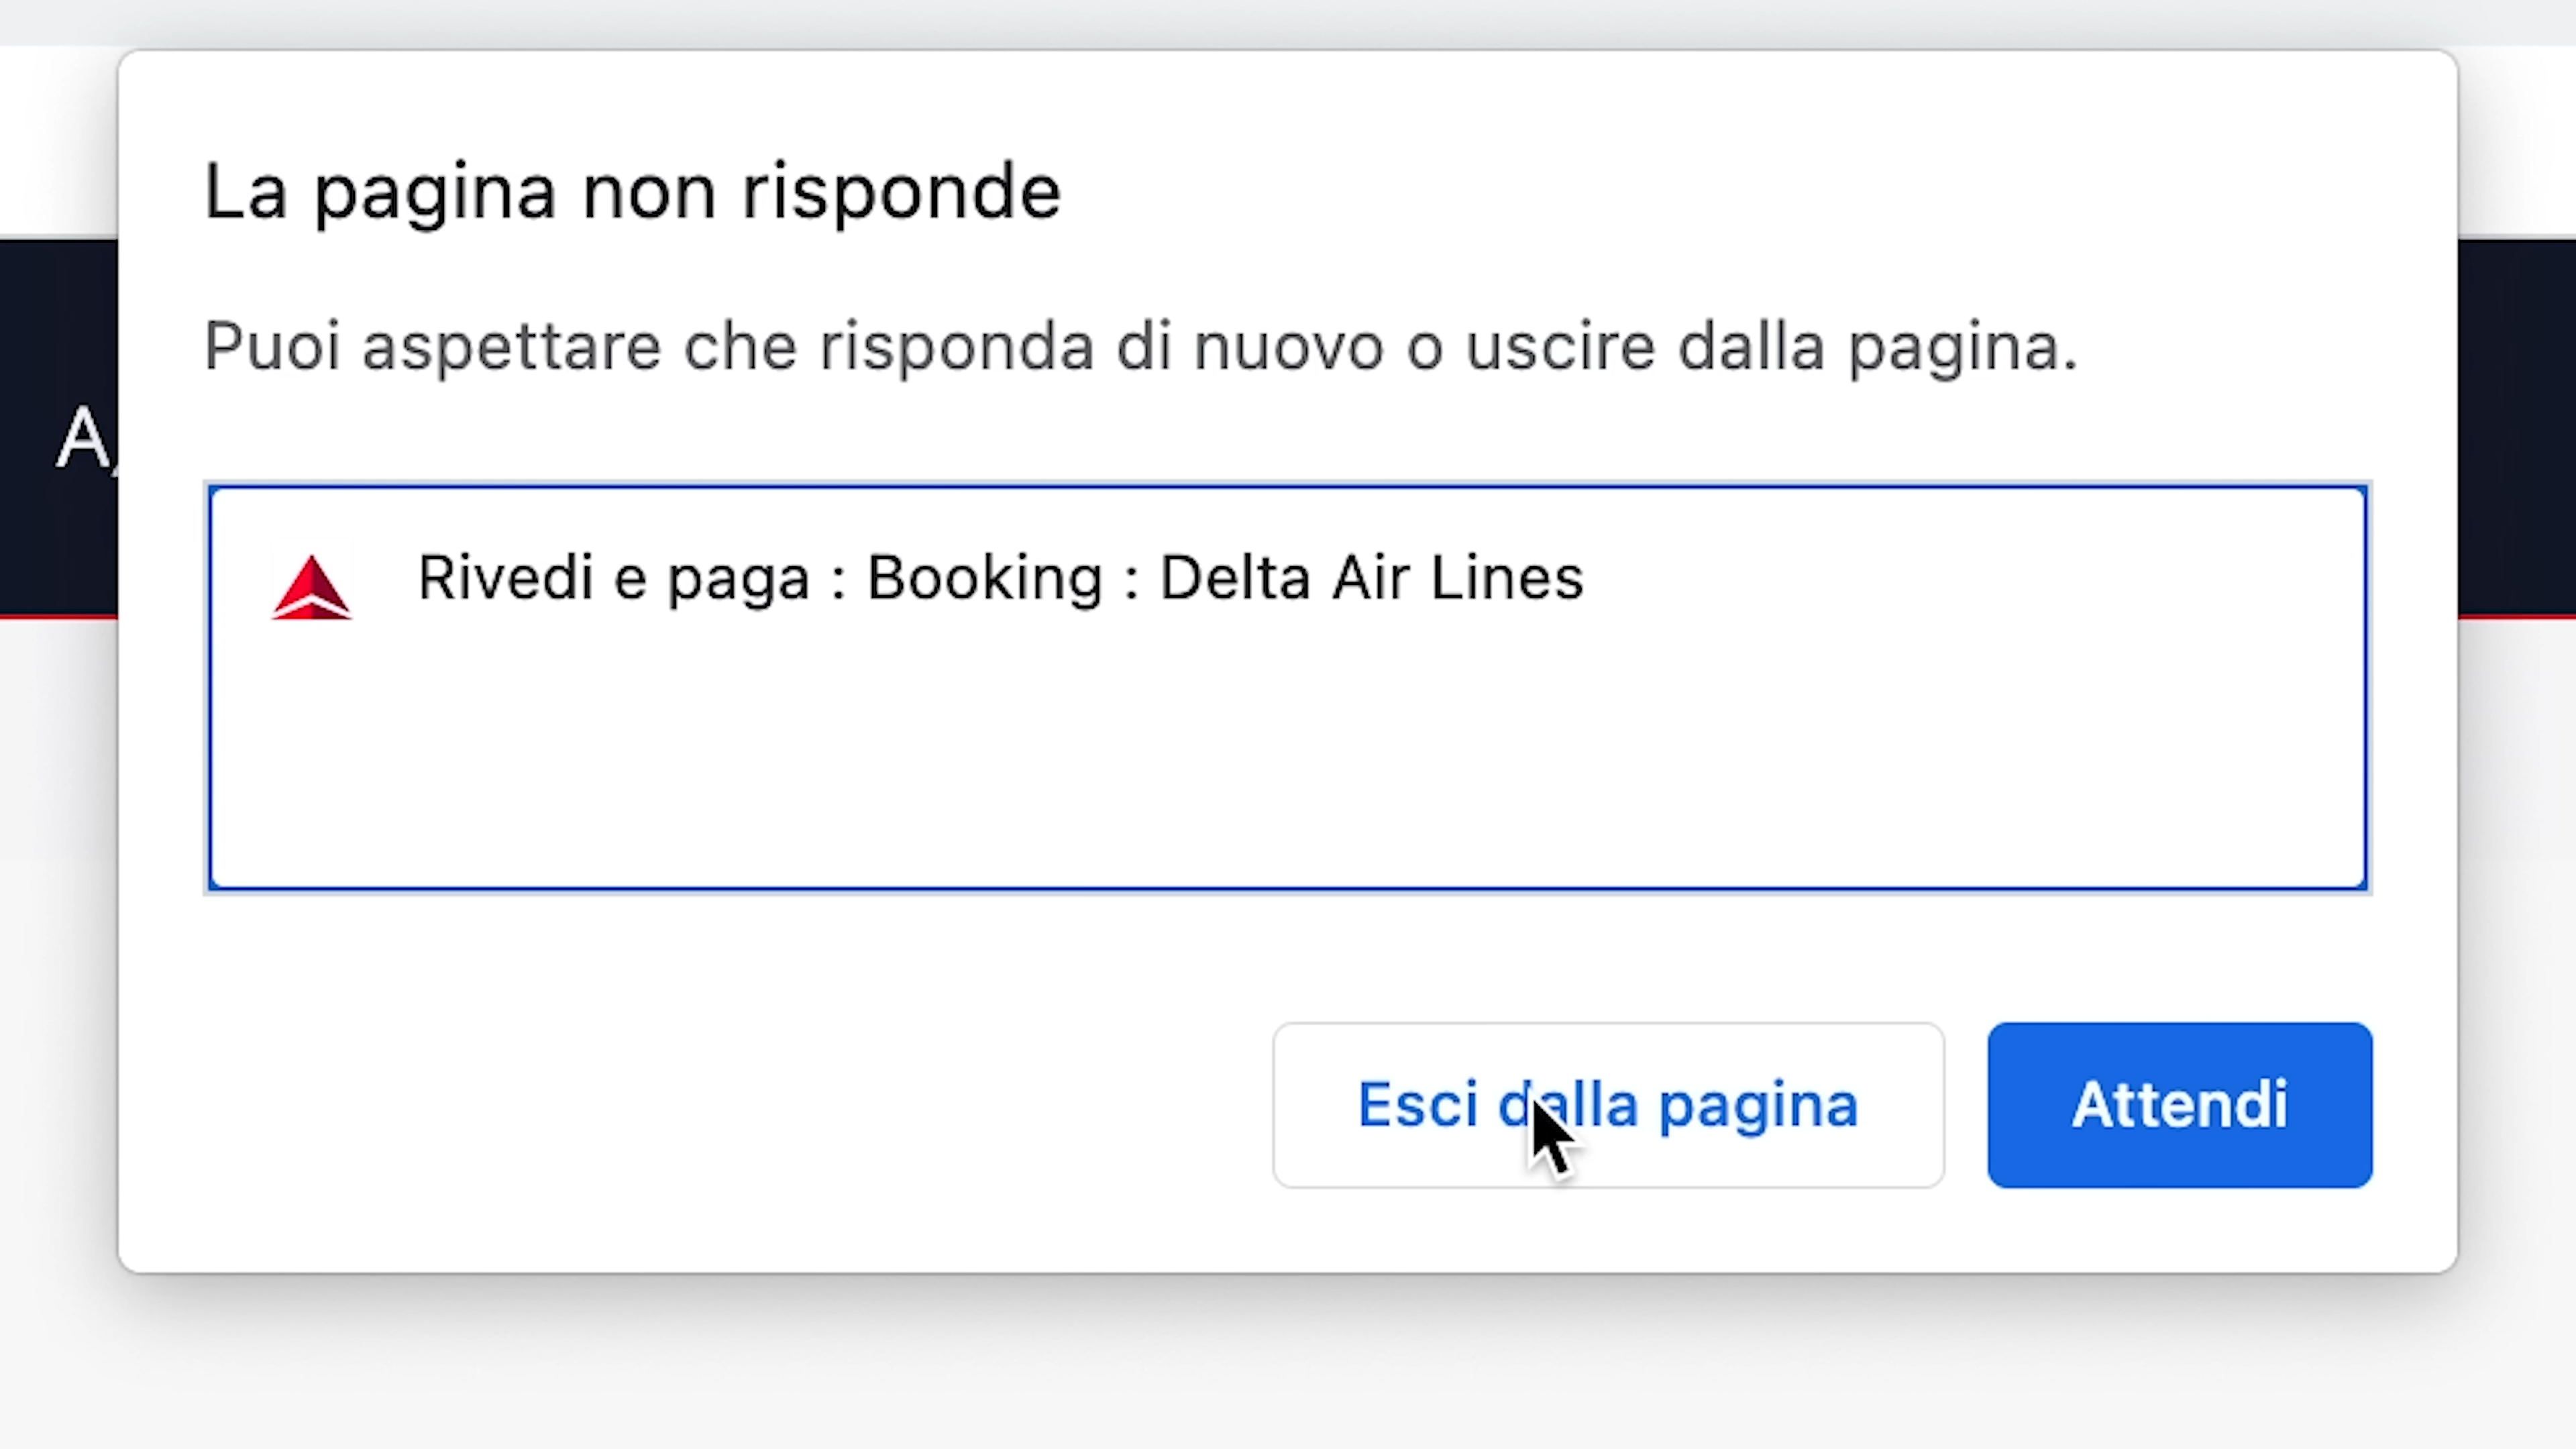 La pagina non risponde
Puoi aspettare che risponda di nuovo o uscire dalla pagina.
A
Rivedi e paga : Booking : Delta Air Lines
Esci dalla pagina
Attendi